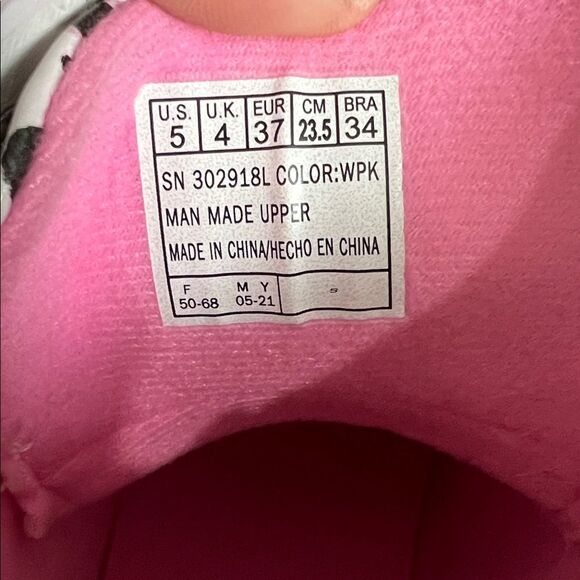 U.S. U.K. EUR CM BRA
5 4 37 23.5 34
SN 302918L COLOR:WPK
MAN MADE UPPER
MADE IN CHINA/HECHO EN CHINA
F M Y
50-68 05-21 S